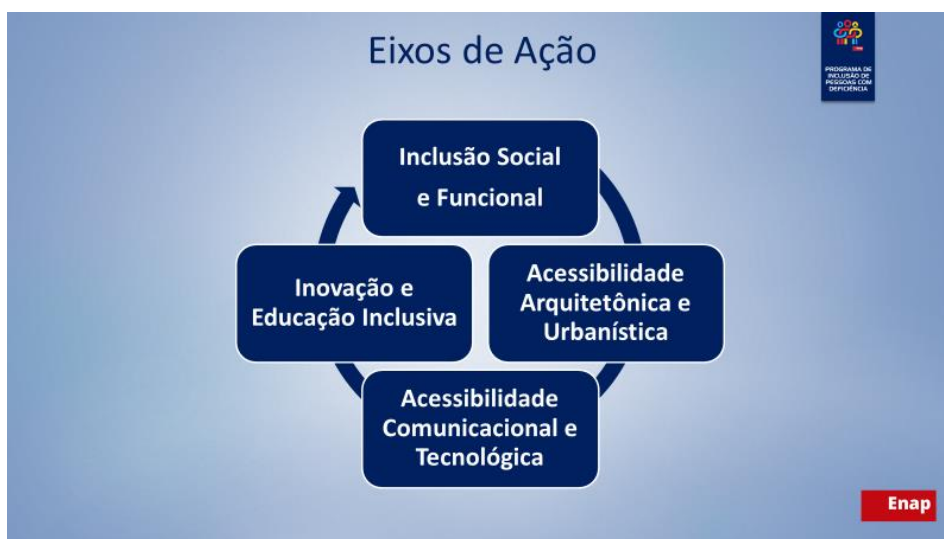 Eixos de Ação
PROGRAMA DE
INCLUSÃO DE
PESSOAS COM
DEFICIÊNCIA
Inclusão Social
e Funcional
Acessibilidade
Arquitetônica e
Urbanística
Acessibilidade
Comunicacional e
Tecnológica
Inovação e
Educação Inclusiva
Enap